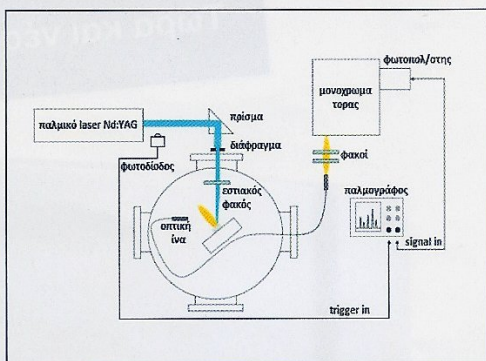 φωτοπολ/στης
μονοχρωμα
τορας
παλμικό laser Nd:YAG
πρίσμα
φωτοδίοδος
διάφραγμα
φακοί
εστιακός
φακός
οπτική
ίνα
παλμογράφος
signal in
trigger in